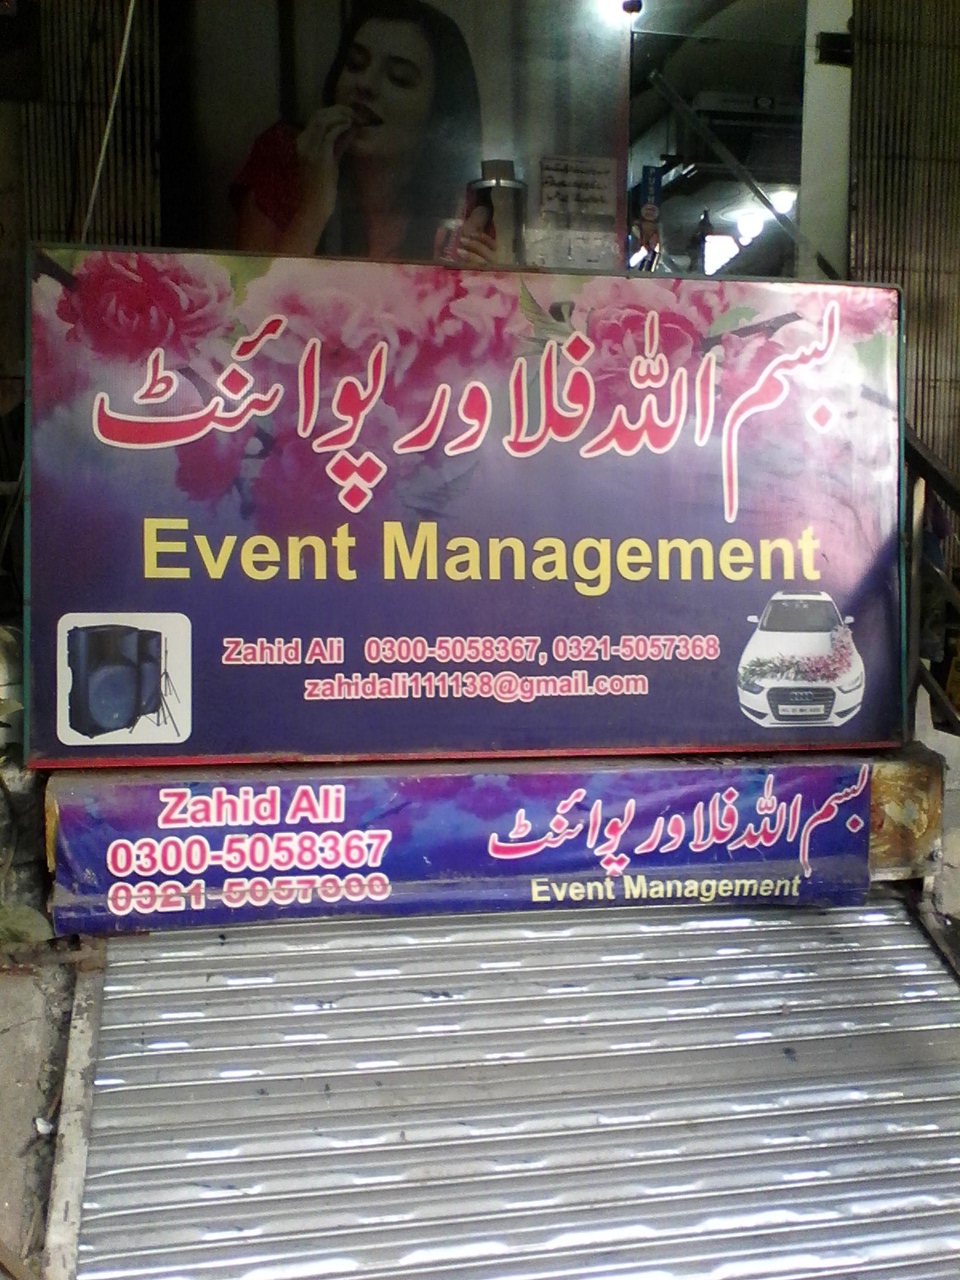 بسم اللہ فلاور پوائنٹ
Event Management
Zahid Ali 0300-5058367, 0321-5057368
zahidali111138@gmail.com
Zahid Ali
0300-5058367
بسم اللہ فلاور پوائنٹ
Event Management